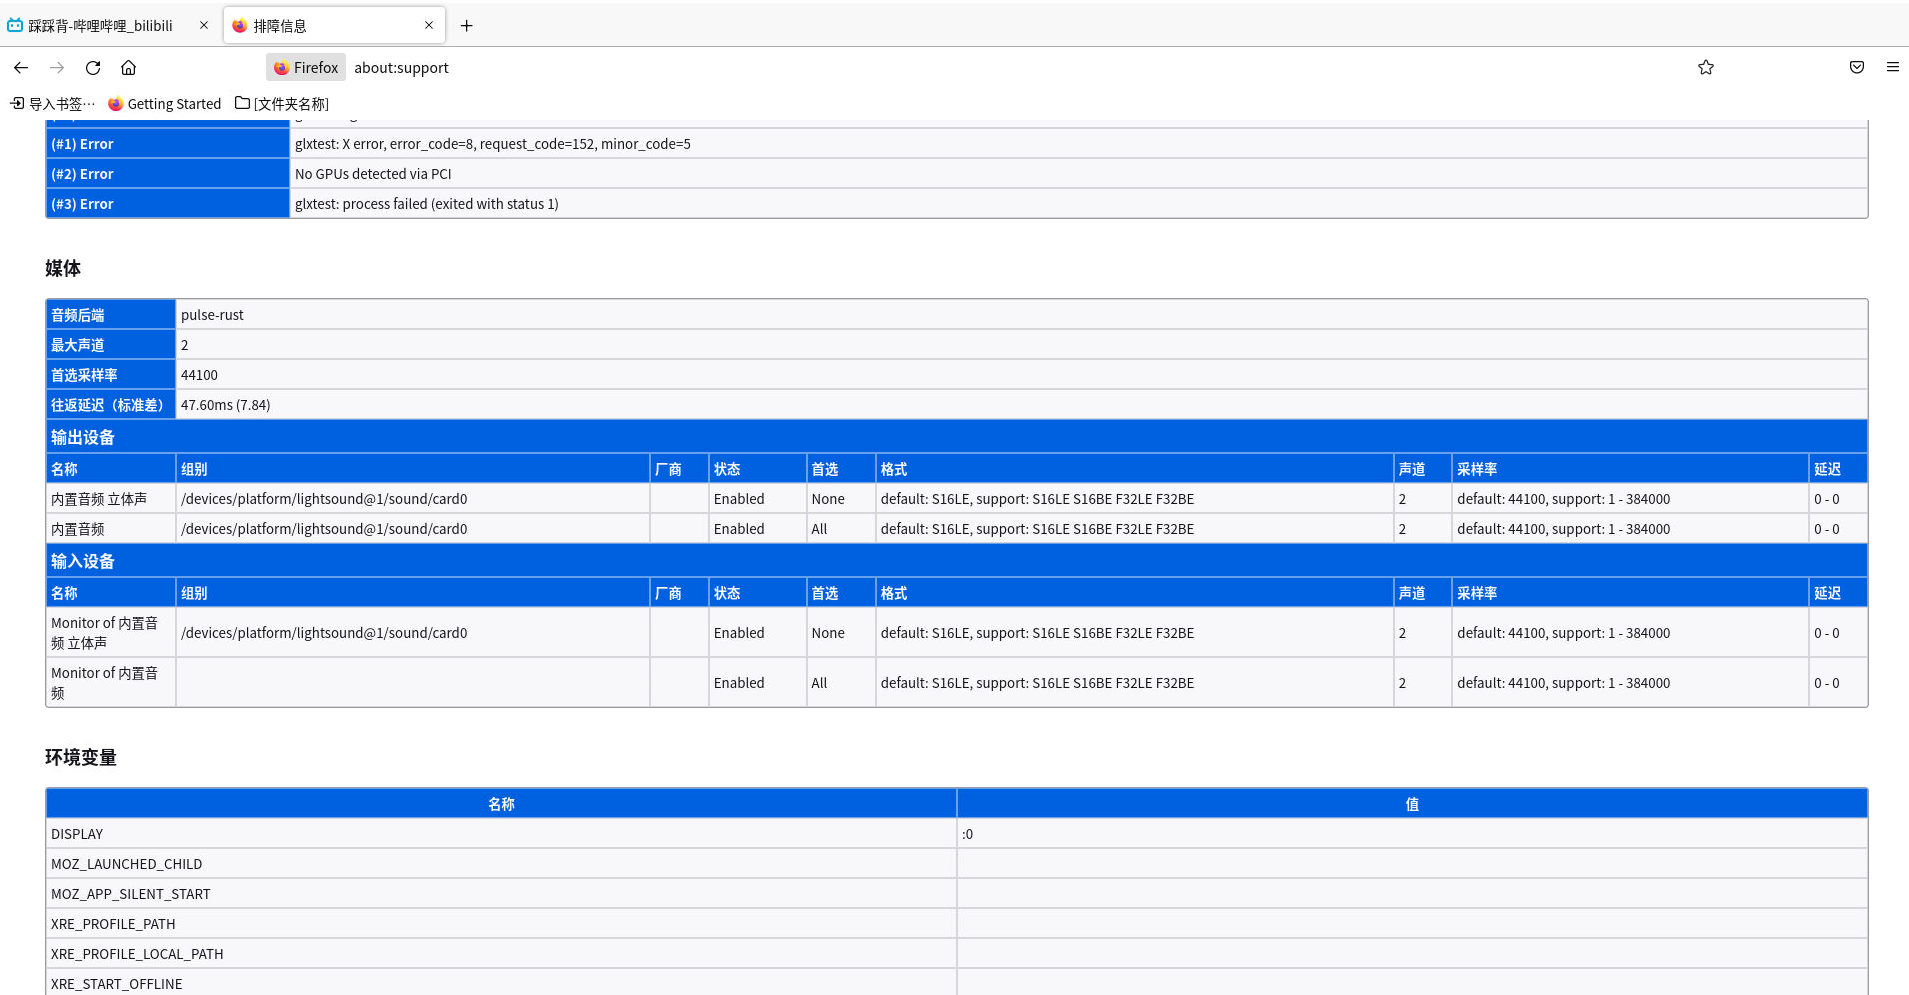 踩踩背-哔哩哔哩_bilibili
排障信息
Firefox about:support
导入书签… Getting Started [文件夹名称]
(#1) Error glxtest: X error, error_code=8, request_code=152, minor_code=5
(#2) Error No GPUs detected via PCI
(#3) Error glxtest: process failed (exited with status 1)
媒体
音频后端 pulse-rust
最大声道 2
首选采样率 44100
往返延迟（标准差） 47.60ms (7.84)
输出设备
名称 组别 厂商 状态 首选 格式 声道 采样率 延迟
内置音频 立体声 /devices/platform/lightsound@1/sound/card0 Enabled None default: S16LE, support: S16LE S16BE F32LE F32BE 2 default: 44100, support: 1 - 384000 0 - 0
内置音频 /devices/platform/lightsound@1/sound/card0 Enabled All default: S16LE, support: S16LE S16BE F32LE F32BE 2 default: 44100, support: 1 - 384000 0 - 0
输入设备
名称 组别 厂商 状态 首选 格式 声道 采样率 延迟
Monitor of 内置音
频 立体声 /devices/platform/lightsound@1/sound/card0 Enabled None default: S16LE, support: S16LE S16BE F32LE F32BE 2 default: 44100, support: 1 - 384000 0 - 0
Monitor of 内置音
频 Enabled All default: S16LE, support: S16LE S16BE F32LE F32BE 2 default: 44100, support: 1 - 384000 0 - 0
环境变量
名称 值
DISPLAY :0
MOZ_LAUNCHED_CHILD
MOZ_APP_SILENT_START
XRE_PROFILE_PATH
XRE_PROFILE_LOCAL_PATH
XRE_START_OFFLINE